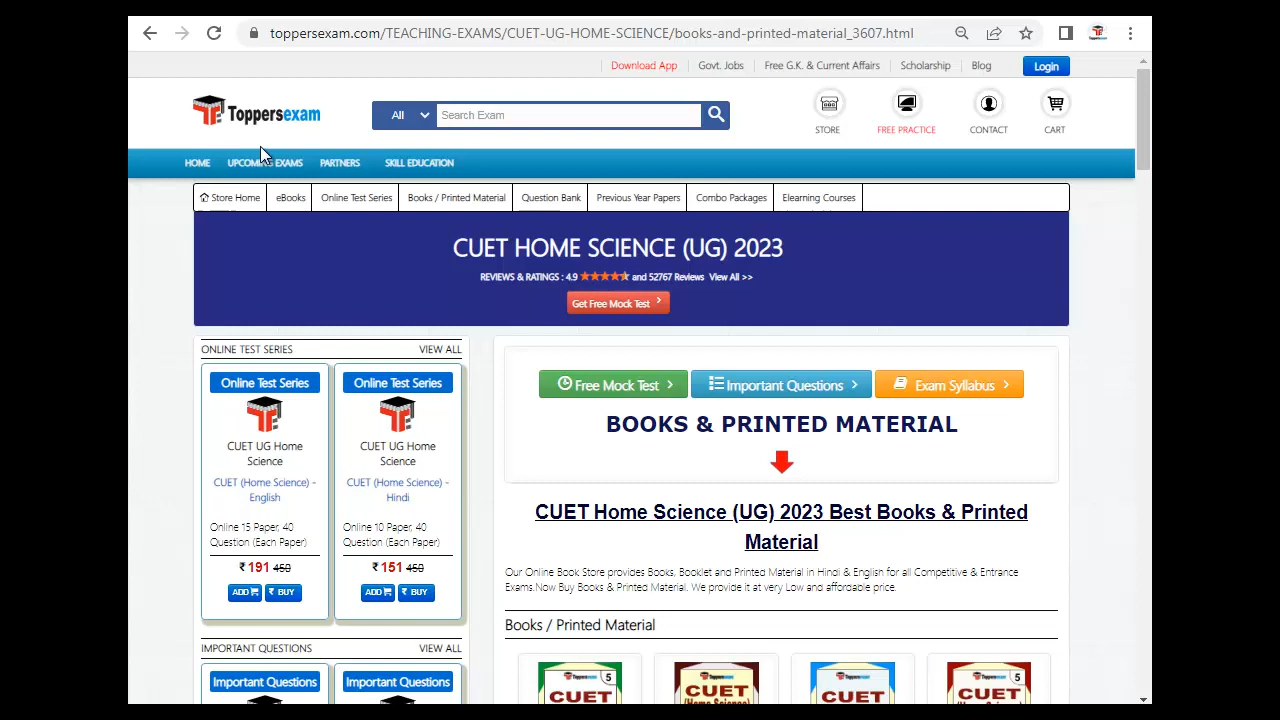 toppersexam.com/TEACHING-EXAMS/CUET-UG-HOME-SCIENCE/books-and-printed-material_3607.html
Download App Govt. Jobs Free G.K. & Current Affairs Scholarship Blog Login
Toppersexam
All Search Exam
STORE FREE PRACTICE CONTACT CART
HOME UPCOMING EXAMS PARTNERS SKILL EDUCATION
Store Home eBooks Online Test Series Books / Printed Material Question Bank Previous Year Papers Combo Packages Elearning Courses
CUET HOME SCIENCE (UG) 2023
REVIEWS & RATINGS : 4.9 and 52767 Reviews View All >>
Get Free Mock Test
ONLINE TEST SERIES VIEW ALL
Online Test Series Online Test Series
CUET UG Home CUET UG Home
Science Science
CUET (Home Science) - CUET (Home Science) -
English Hindi
Online 15 Paper, 40 Online 10 Paper, 40
Question (Each Paper) Question (Each Paper)
₹ 191 450 ₹ 151 450
ADD ₹ BUY ADD ₹ BUY
IMPORTANT QUESTIONS VIEW ALL
Important Questions Important Questions
Free Mock Test Important Questions Exam Syllabus
BOOKS & PRINTED MATERIAL
CUET Home Science (UG) 2023 Best Books & Printed
Material
Our Online Book Store provides Books, Booklet and Printed Material in Hindi & English for all Competitive & Entrance
Exams.Now Buy Books & Printed Material. We provide it at very Low and affordable price.
Books / Printed Material
Toppersexam 5 Toppersexam Toppersexam Toppersexam 5
CUET CUET CUET CUET